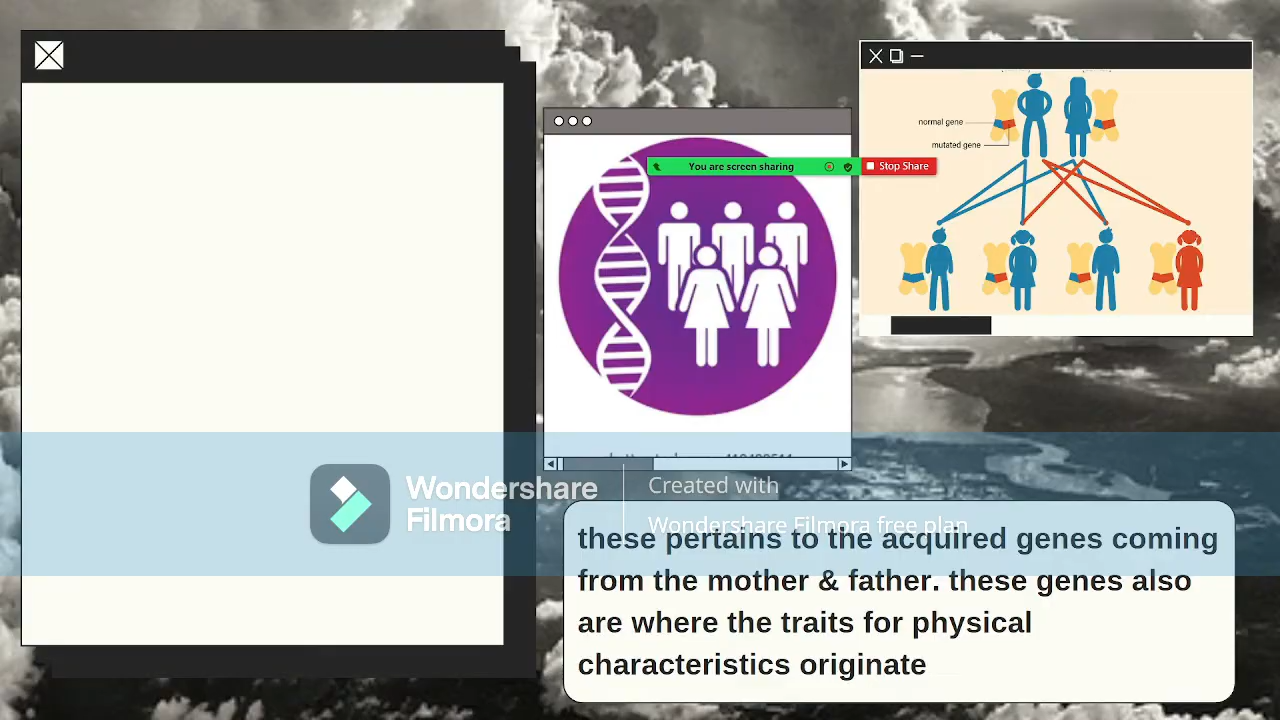 You are screen sharing
Stop Share
normal gene
mutated gene
Wondershare
Filmora
Created with
Wondershare Filmora free plan
these pertains to the acquired genes coming
from the mother & father. these genes also
are where the traits for physical
characteristics originate